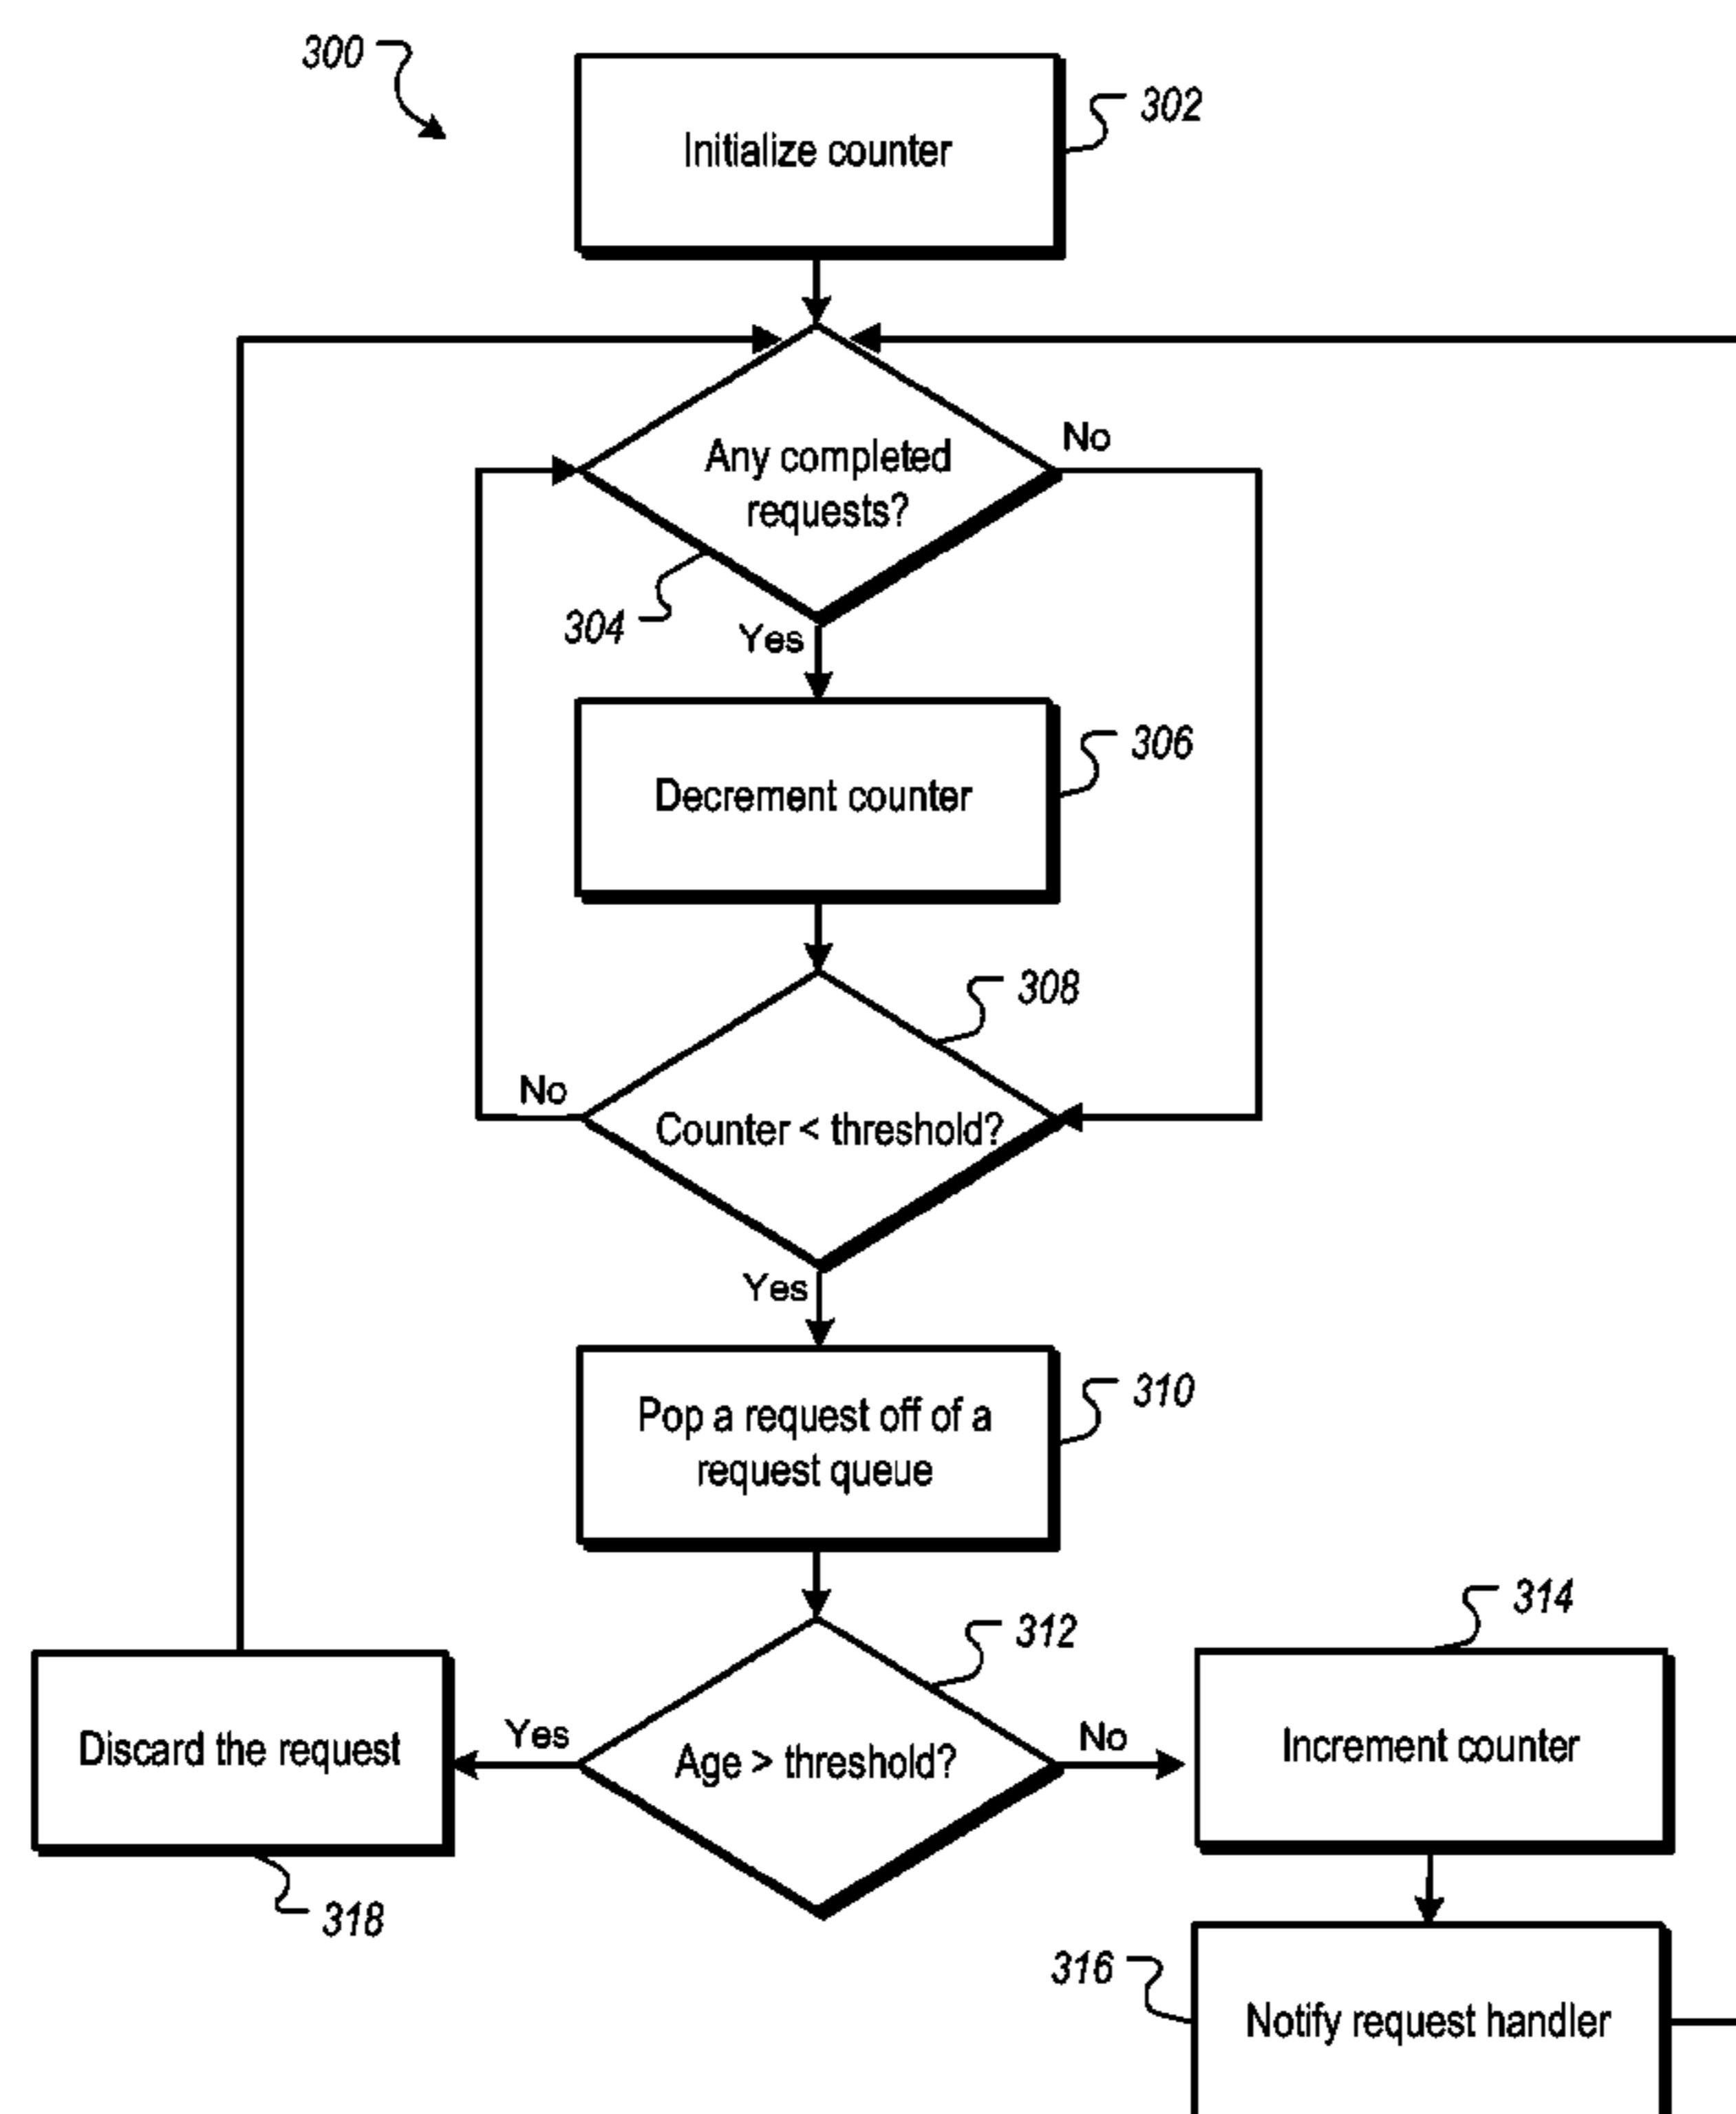 300
302
Initialize counter
No
Any completed
requests?
304
Yes
306
Decrement counter
308
No
Counter < threshold?
Yes
310
Pop a request off of a
request queue
312
314
Yes
No
Discard the request
Age > threshold?
Increment counter
318
316
Notify request handler